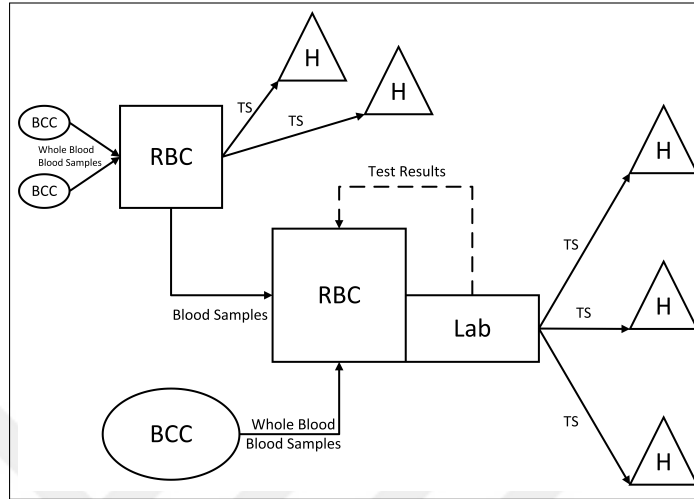 H
H
TS
TS
BCC
Whole Blood
Blood Samples
BCC
RBC
H
Test Results
TS
RBC
Blood Samples
Lab
TS
H
BCC
Whole Blood
Blood Samples
TS
H